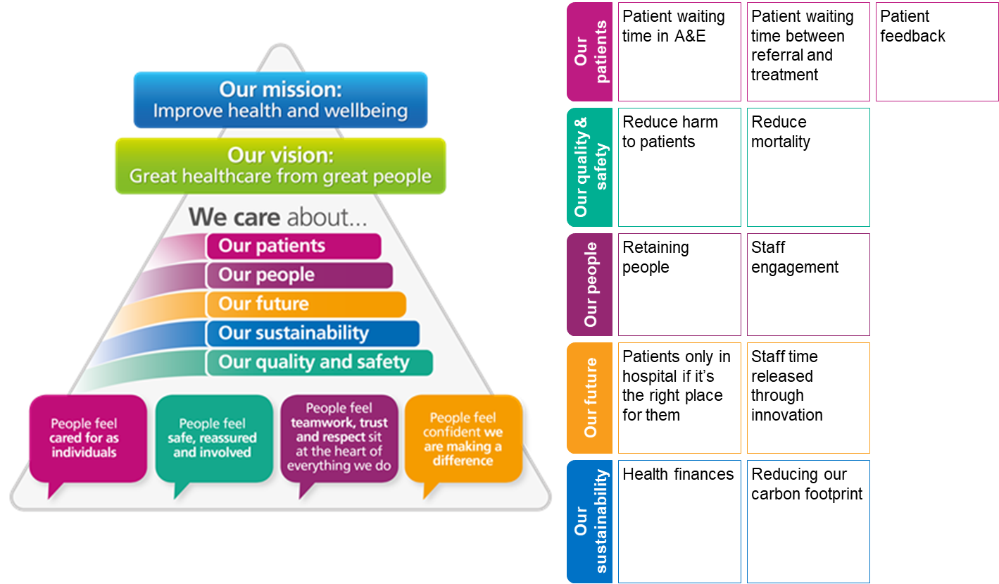 Our mission:
Improve health and wellbeing
Our vision:
Great healthcare from great people
We care about...
Our patients
Our people
Our future
Our sustainability
Our quality and safety
People feel
cared for as
individuals
People feel
safe, reassured
and involved
People feel
teamwork, trust
and respect sit
at the heart of
everything we do
People feel
confident we
are making a
difference
Our
patients
Patient waiting
time in A&E
Patient waiting
time between
referral and
treatment
Patient
feedback
Our quality &
safety
Reduce harm
to patients
Reduce
mortality
Our people
Retaining
people
Staff
engagement
Our future
Patients only in
hospital if it’s
the right place
for them
Staff time
released
through
innovation
Our
sustainability
Health finances
Reducing our
carbon footprint